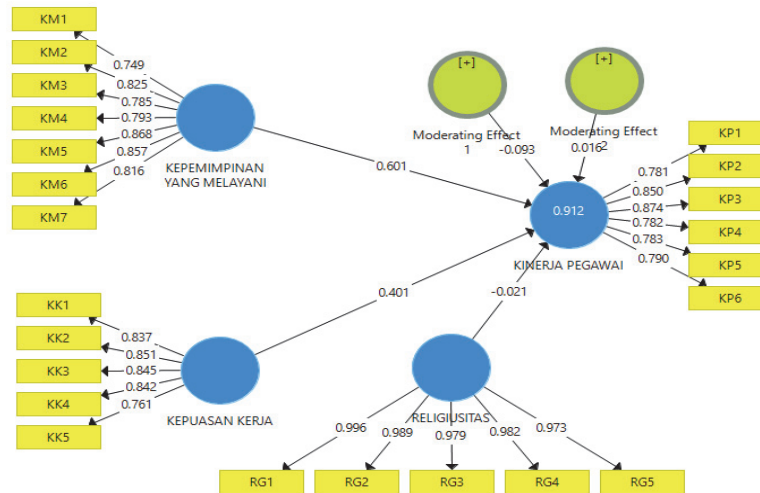 KM1
KM2
KM3
KM4
KM5
KM6
KM7
0.749
0.825
0.785
0.793
0.868
0.857
0.816
KEPEMIMPINAN
YANG MELAYANI
0.601
[+]
Moderating Effect
1
-0.093
[+]
Moderating Effect
2
0.016
0.912
KINERJA PEGAWAI
0.781
0.850
0.874
0.782
0.783
0.790
KP1
KP2
KP3
KP4
KP5
KP6
KK1
KK2
KK3
KK4
KK5
0.837
0.851
0.845
0.842
0.761
KEPUASAN KERJA
0.401
-0.021
RELIGIUSITAS
0.996
0.989
0.979
0.982
0.973
RG1
RG2
RG3
RG4
RG5